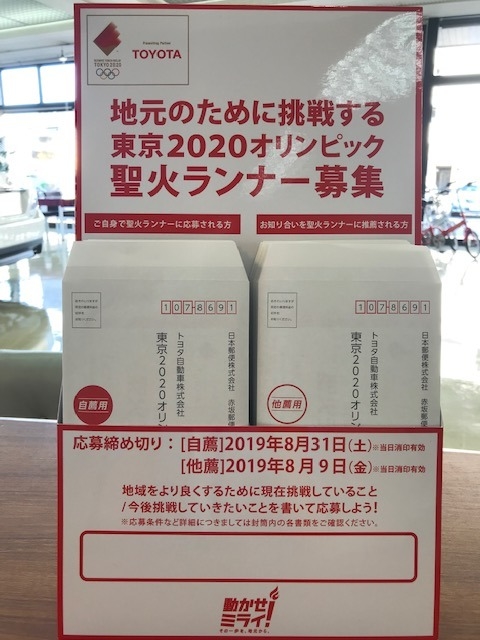 TOKYO 2020
Presenting Partner
TOYOTA
地元のために挑戦する
東京2020オリンピック
聖火ランナー募集
ご自身で聖火ランナーに応募される方
お知り合いを聖火ランナーに推薦される方
107-8691
日本郵便株式会社 赤坂郵便
トヨタ自動車株式会社
東京2020オリン
自薦用
107-8691
日本郵便株式会社 赤坂郵便
トヨタ自動車株式会社
東京2020オリン
他薦用
応募締め切り:[自薦]2019年8月31日(土)※当日消印有効
[他薦]2019年8月9日(金)※当日消印有効
地域をより良くするために現在挑戦していること
/今後挑戦していきたいことを書いて応募しよう!
※応募条件など詳細につきましては封筒内の各書類をご確認ください。
動かせ
ミライ!
その一歩を、地元から。